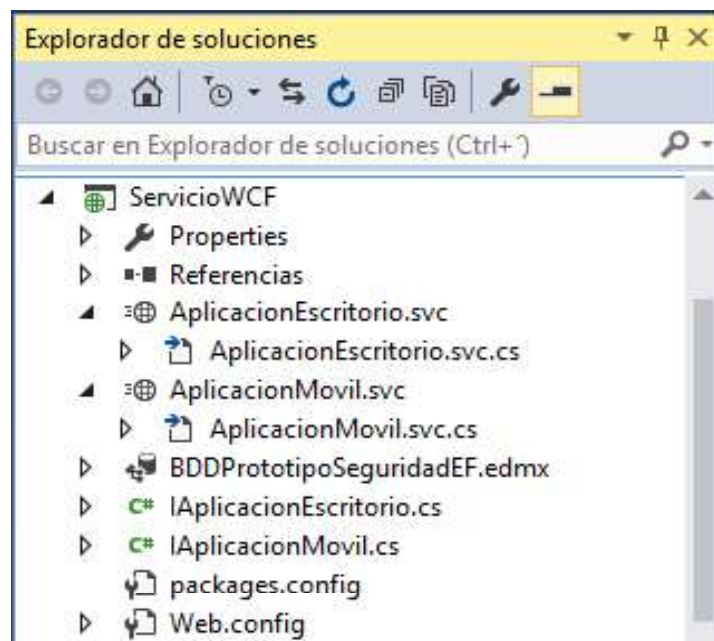 Explorador de soluciones
Buscar en Explorador de soluciones (Ctrl+¨)
ServicioWCF
Properties
Referencias
AplicacionEscritorio.svc
AplicacionEscritorio.svc.cs
AplicacionMovil.svc
AplicacionMovil.svc.cs
BDDPrototipoSeguridadEF.edmx
C# IAplicacionEscritorio.cs
C# IAplicacionMovil.cs
packages.config
Web.config